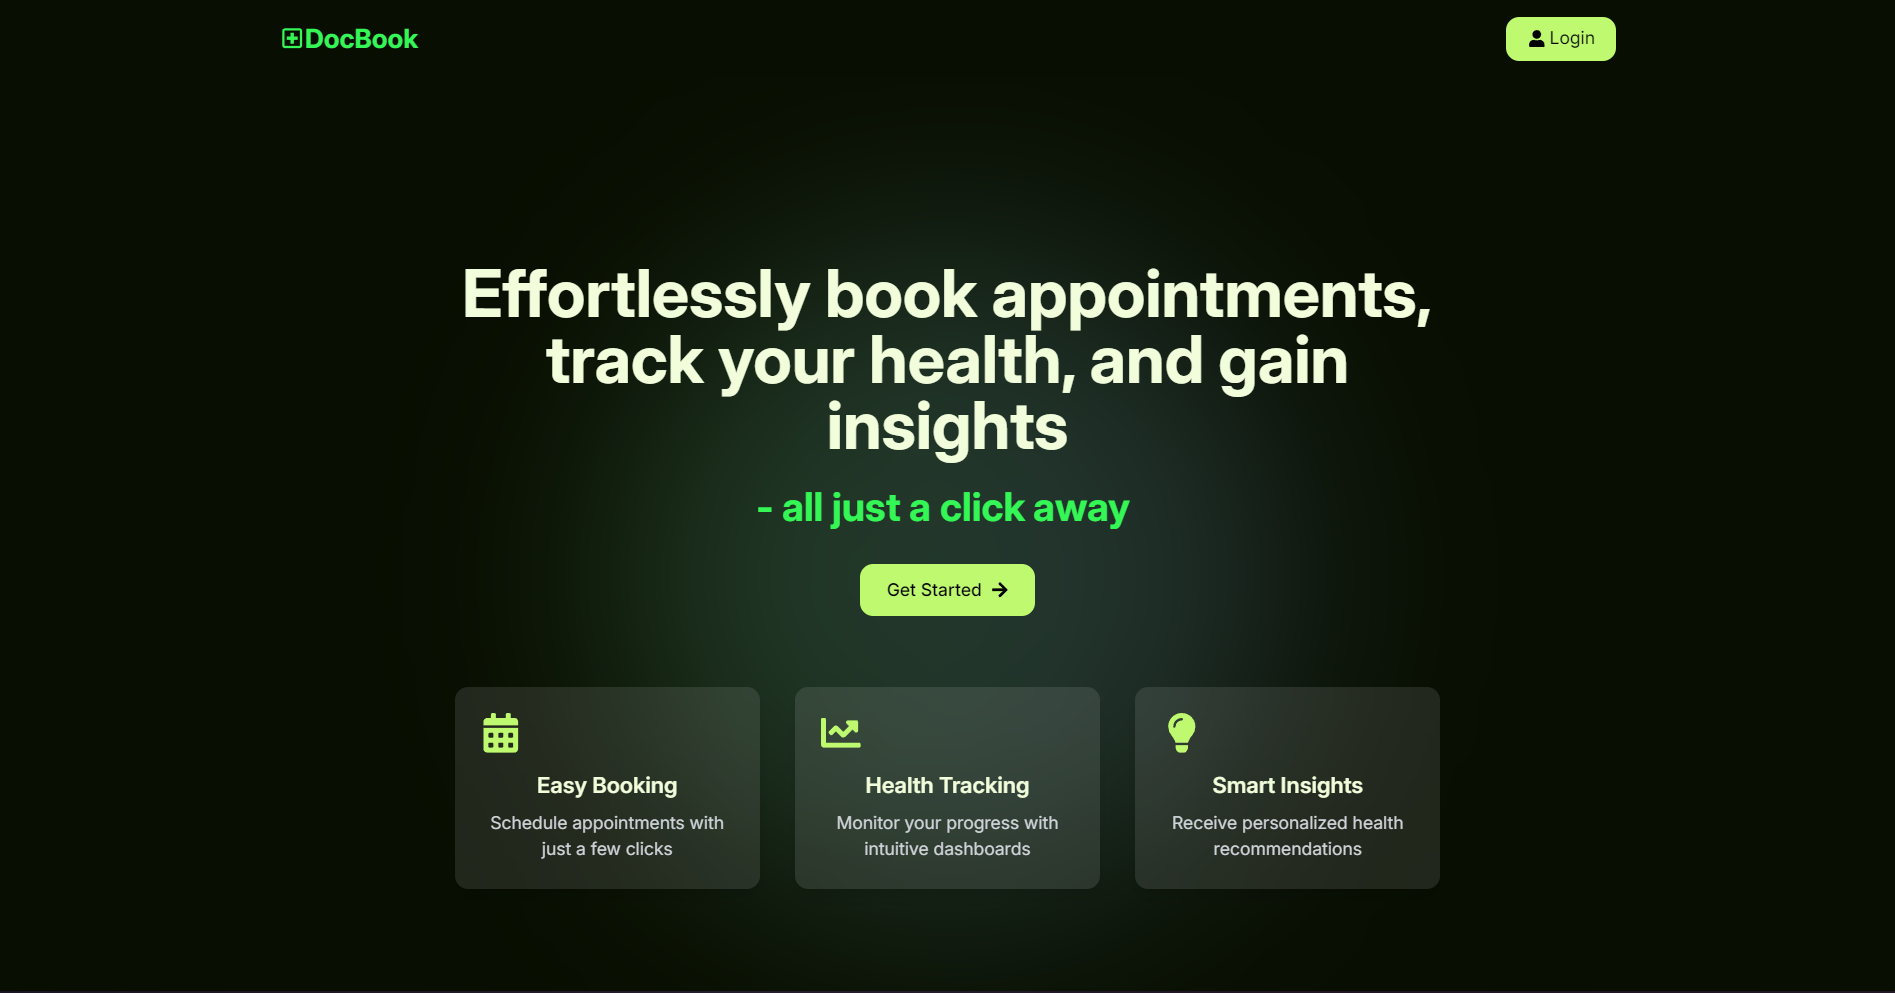 DocBook
Login
Effortlessly book appointments,
track your health, and gain
insights
- all just a click away
Get Started
Easy Booking
Schedule appointments with
just a few clicks
Health Tracking
Monitor your progress with
intuitive dashboards
Smart Insights
Receive personalized health
recommendations